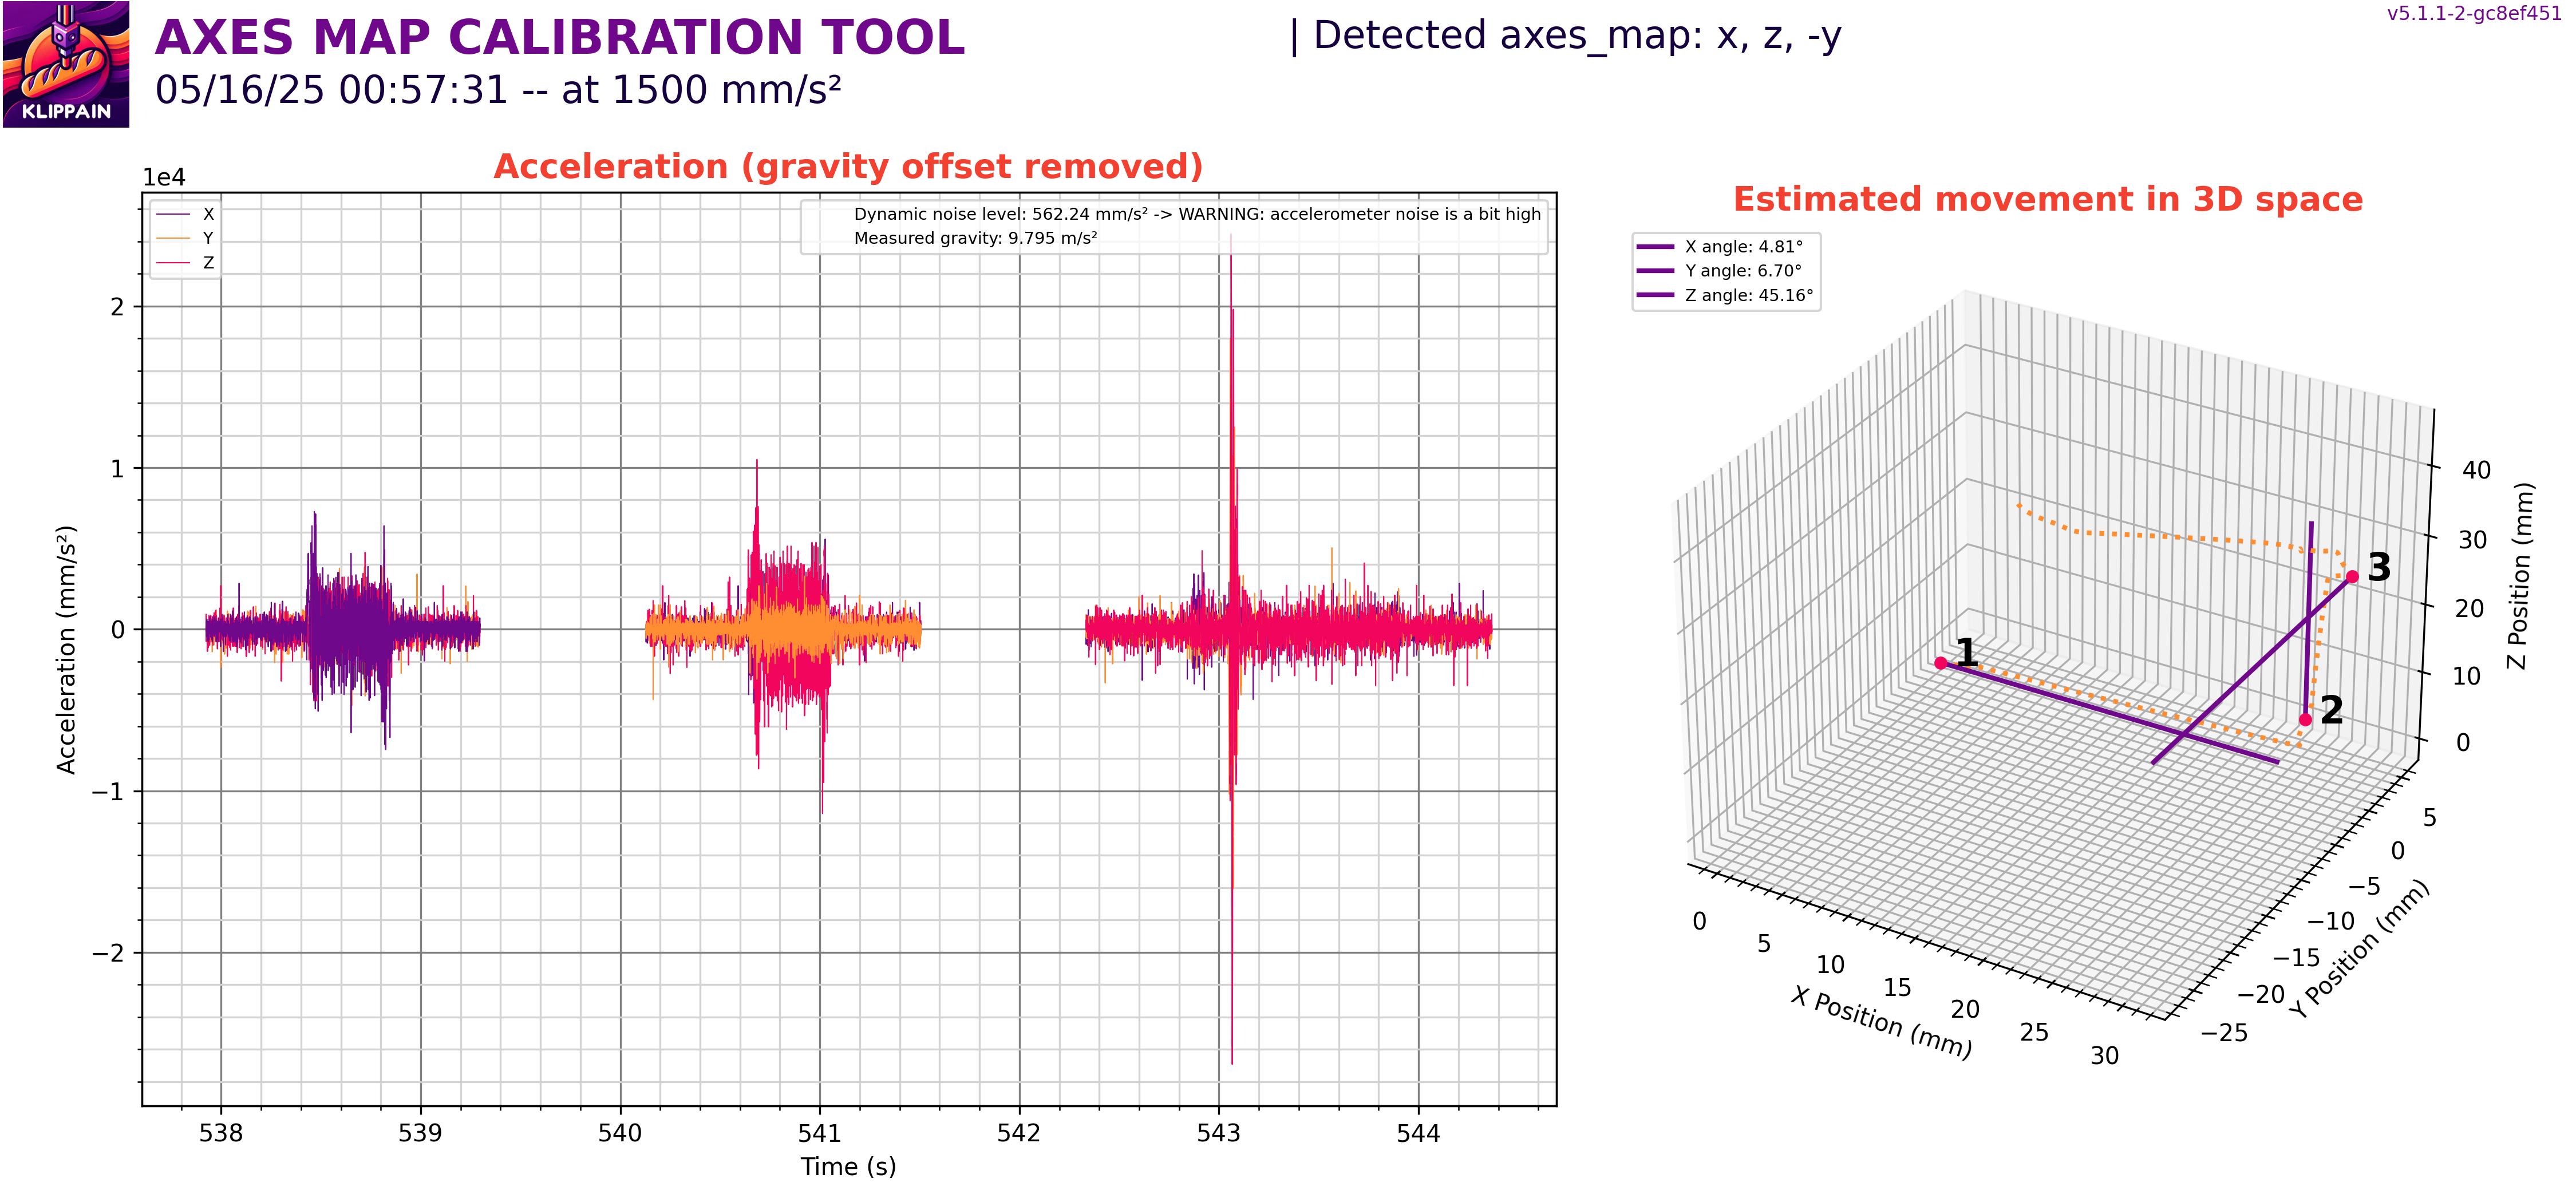 KLIPPAIN
AXES MAP CALIBRATION TOOL
05/16/25 00:57:31 -- at 1500 mm/s²
| Detected axes_map: x, z, -y
v5.1.1-2-gc8ef451
Acceleration (gravity offset removed)
1e4
X
Y
Z
Dynamic noise level: 562.24 mm/s² -> WARNING: accelerometer noise is a bit high
Measured gravity: 9.795 m/s²
2
1
0
−1
−2
Acceleration (mm/s²)
538
539
540
541
542
543
544
Time (s)
Estimated movement in 3D space
X angle: 4.81°
Y angle: 6.70°
Z angle: 45.16°
1
2
3
0
5
10
15
20
25
30
X Position (mm)
−25
−20
−15
−10
−5
0
5
Y Position (mm)
0
10
20
30
40
Z Position (mm)